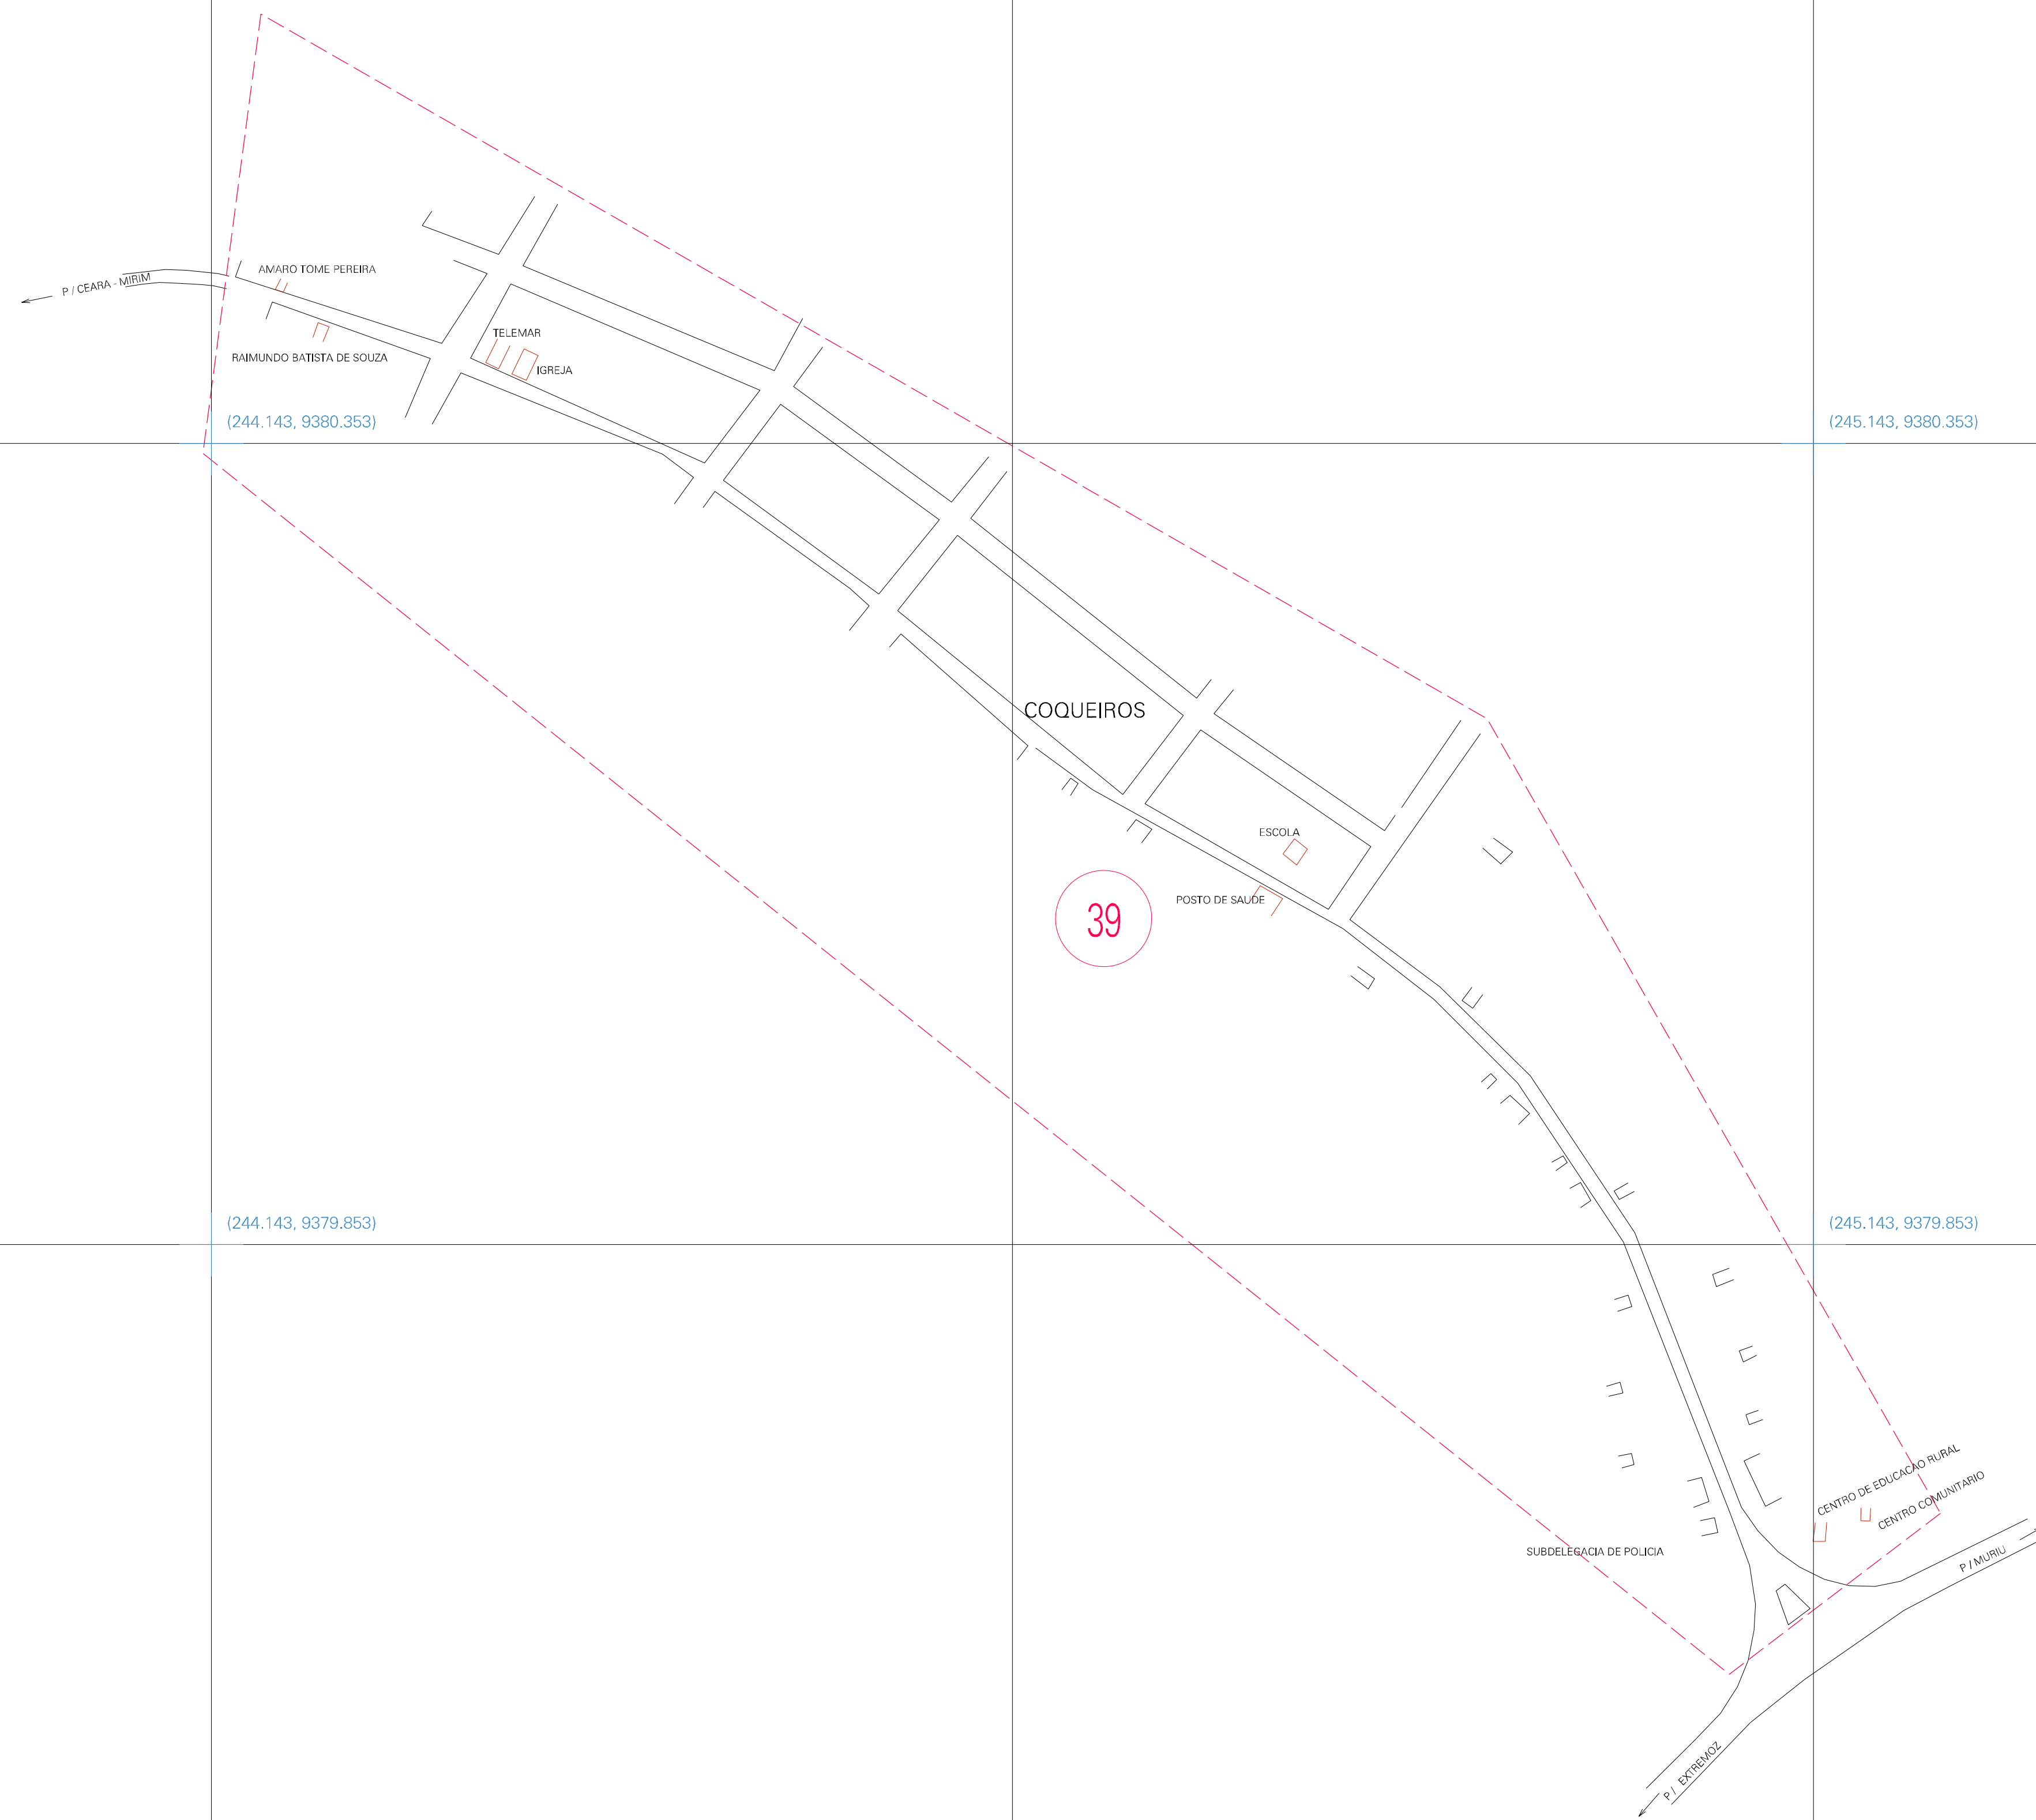 AMARO TOME PEREIRA
P / CEARA - MIRIM
TELEMAR
RAIMUNDO BATISTA DE SOUZA
IGREJA
(244.143, 9380.353)
(245.143, 9380.353)
COQUEIROS
ESCOLA
POSTO DE SAUDE
39
(244.143, 9379.853)
(245.143, 9379.853)
CENTRO DE EDUCACAO RURAL
CENTRO COMUNITARIO
SUBDELEGACIA DE POLICIA
P / MURIU
P / EXTREMOZ